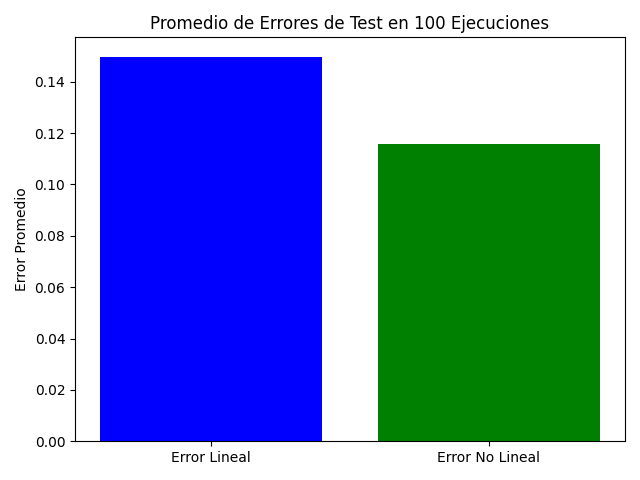 Promedio de Errores de Test en 100 Ejecuciones
Error Promedio
0.14
0.12
0.10
0.08
0.06
0.04
0.02
0.00
Error Lineal
Error No Lineal